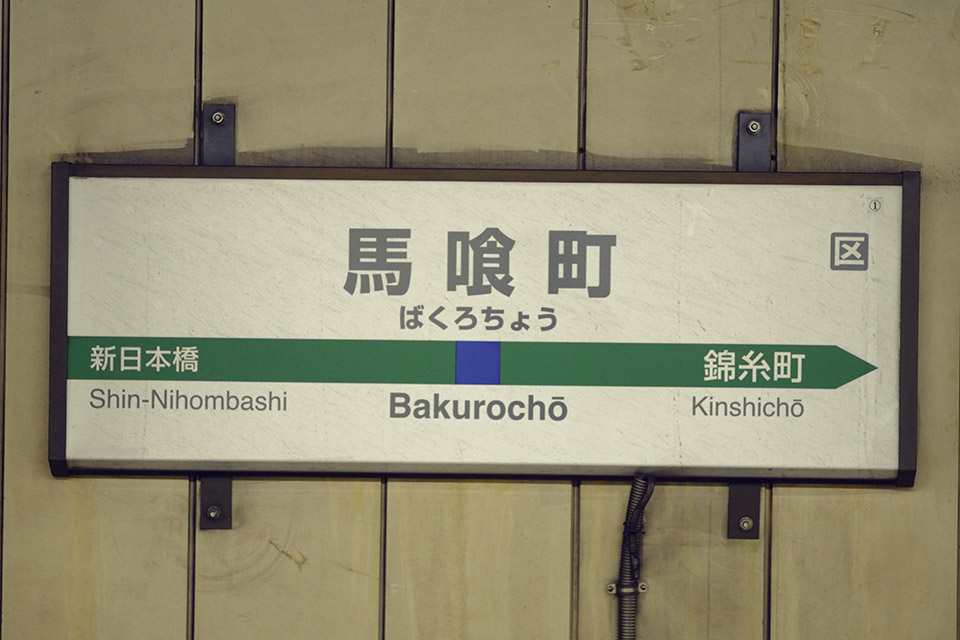 ①
区
馬喰町
ばくろちょう
新日本橋 錦糸町
Shin-Nihombashi Bakurochō Kinshichō